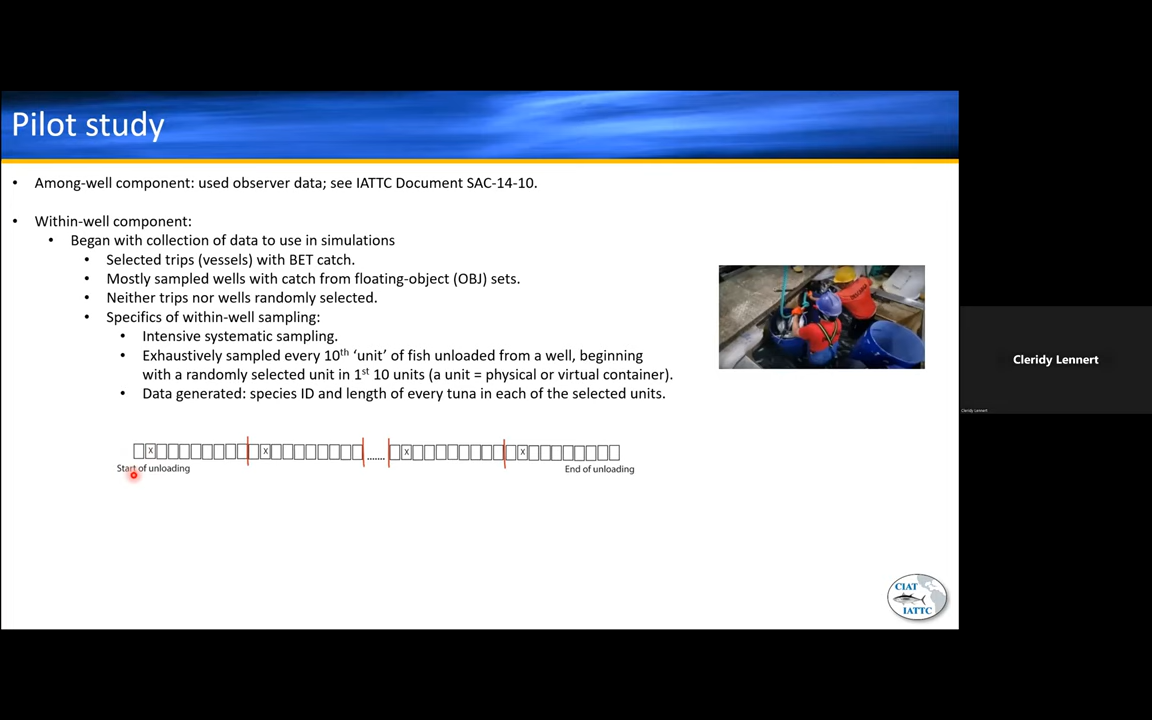 Pilot study
• Among-well component: used observer data; see IATTC Document SAC-14-10.
• Within-well component:
• Began with collection of data to use in simulations
• Selected trips (vessels) with BET catch.
• Mostly sampled wells with catch from floating-object (OBJ) sets.
• Neither trips nor wells randomly selected.
• Specifics of within-well sampling:
• Intensive systematic sampling.
• Exhaustively sampled every 10th 'unit' of fish unloaded from a well, beginning
with a randomly selected unit in 1st 10 units (a unit = physical or virtual container).
• Data generated: species ID and length of every tuna in each of the selected units.
x x ....... x x
Start of unloading End of unloading
Cleridy Lennert
Cleridy Lennert
CIAT
IATTC